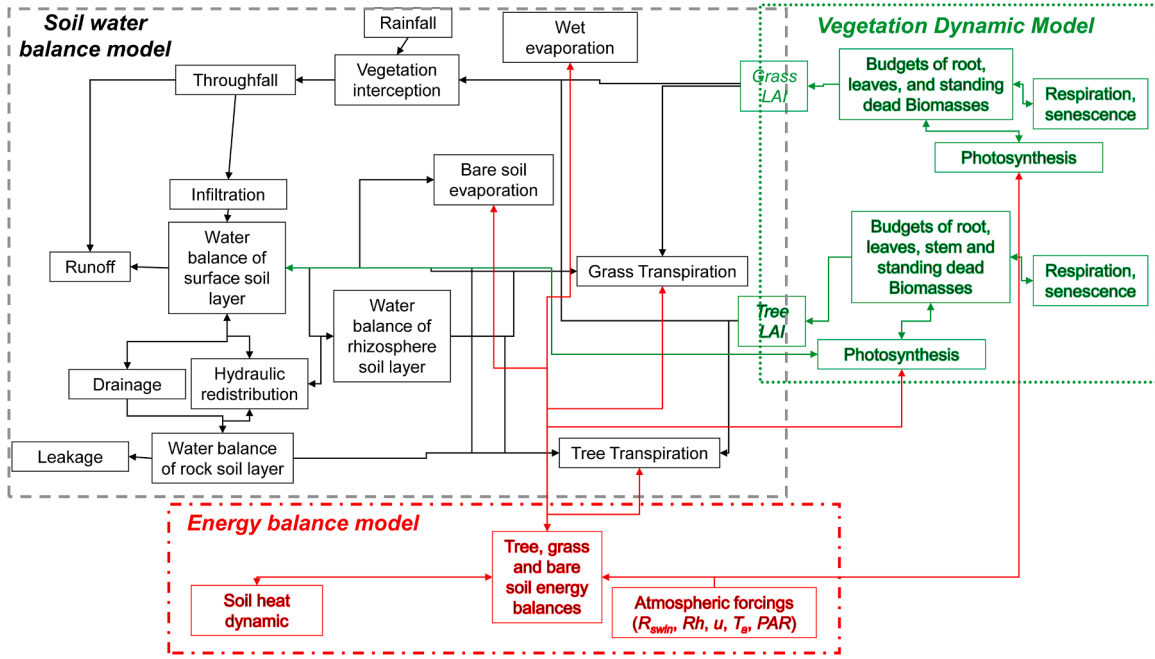 Soil water
balance model
Rainfall
Wet
evaporation
Vegetation Dynamic Model
Throughfall
Vegetation
interception
Grass
LAI
Budgets of root,
leaves, and standing
dead Biomasses
Respiration,
senescence
Photosynthesis
Bare soil
evaporation
Infiltration
Runoff
Water
balance of
surface soil
layer
Grass Transpiration
Budgets of root,
leaves, stem and
standing dead
Biomasses
Respiration,
senescence
Water
balance of
rhizosphere
soil layer
Tree
LAI
Photosynthesis
Drainage
Hydraulic
redistribution
Leakage
Water balance
of rock soil layer
Tree Transpiration
Energy balance model
Tree, grass
and bare
soil energy
balances
Soil heat
dynamic
Atmospheric forcings
(R_swin, Rh, u, T_a, PAR)